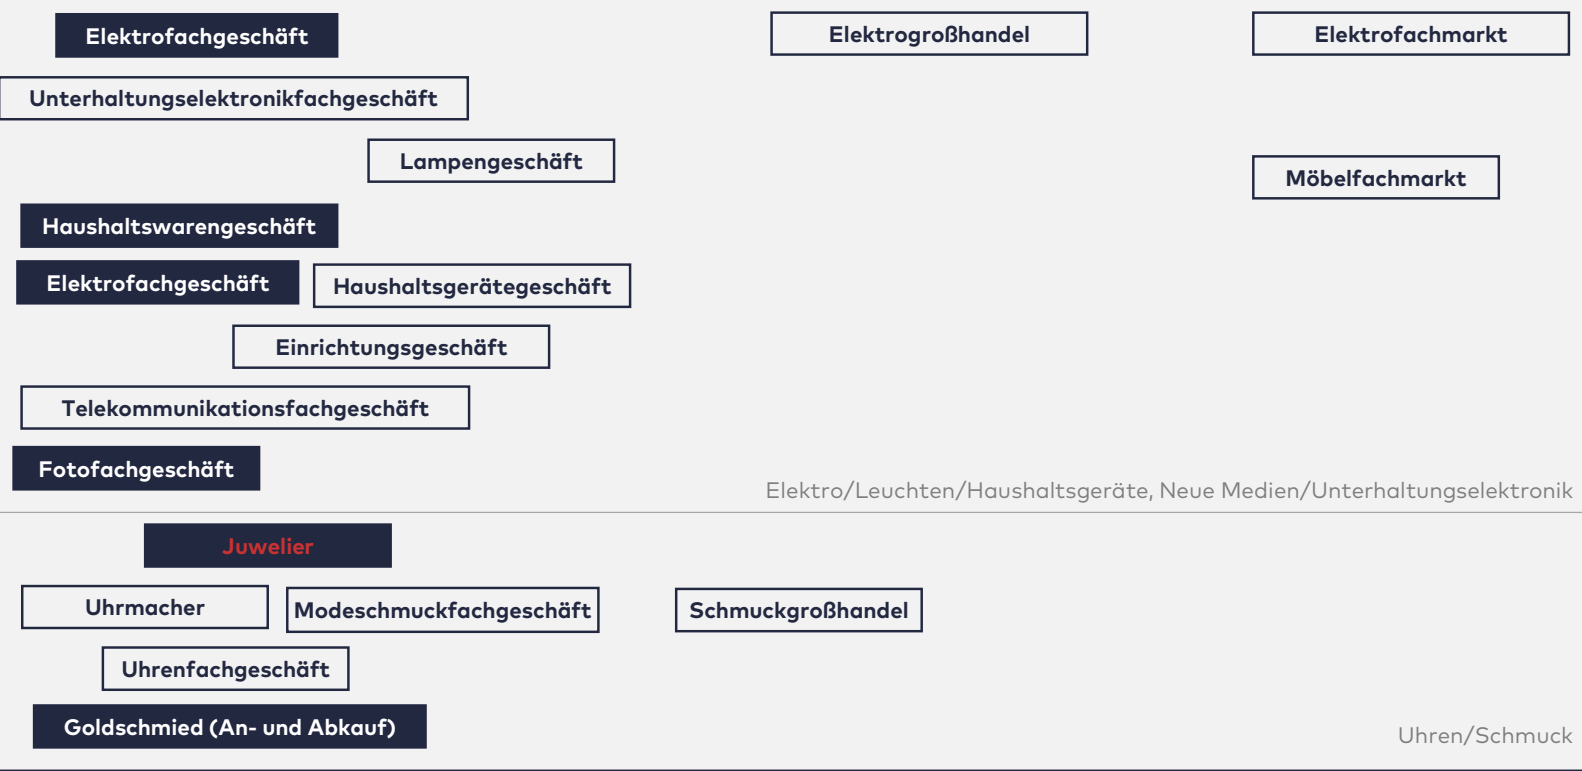 Elektrofachgeschäft
Elektrogroßhandel
Elektrofachmarkt
Unterhaltungselektronikfachgeschäft
Lampengeschäft
Möbelfachmarkt
Haushaltswarengeschäft
Elektrofachgeschäft
Haushaltsgerätegeschäft
Einrichtungsgeschäft
Telekommunikationsfachgeschäft
Fotofachgeschäft
Elektro/Leuchten/Haushaltsgeräte, Neue Medien/Unterhaltungselektronik
Juwelier
Uhrmacher
Modeschmuckfachgeschäft
Schmuckgroßhandel
Uhrenfachgeschäft
Goldschmied (An- und Abkauf)
Uhren/Schmuck